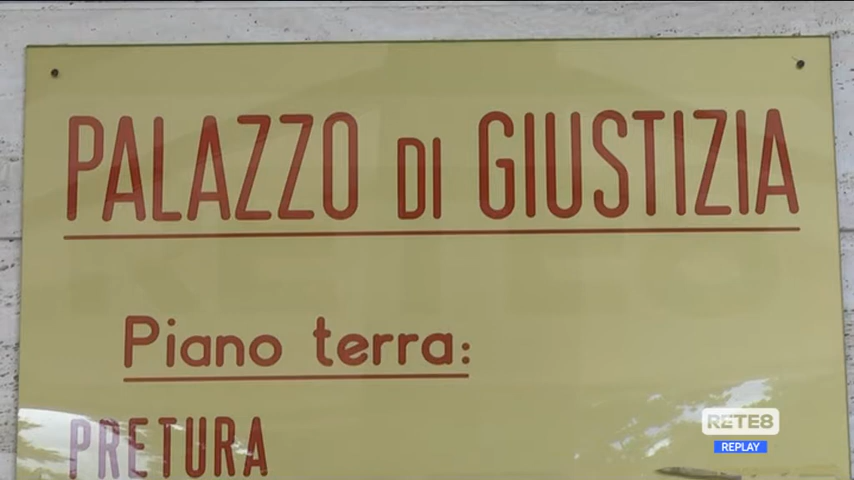 PALAZZO DI GIUSTIZIA
Piano terra:
PRETURA
RETE8
REPLAY